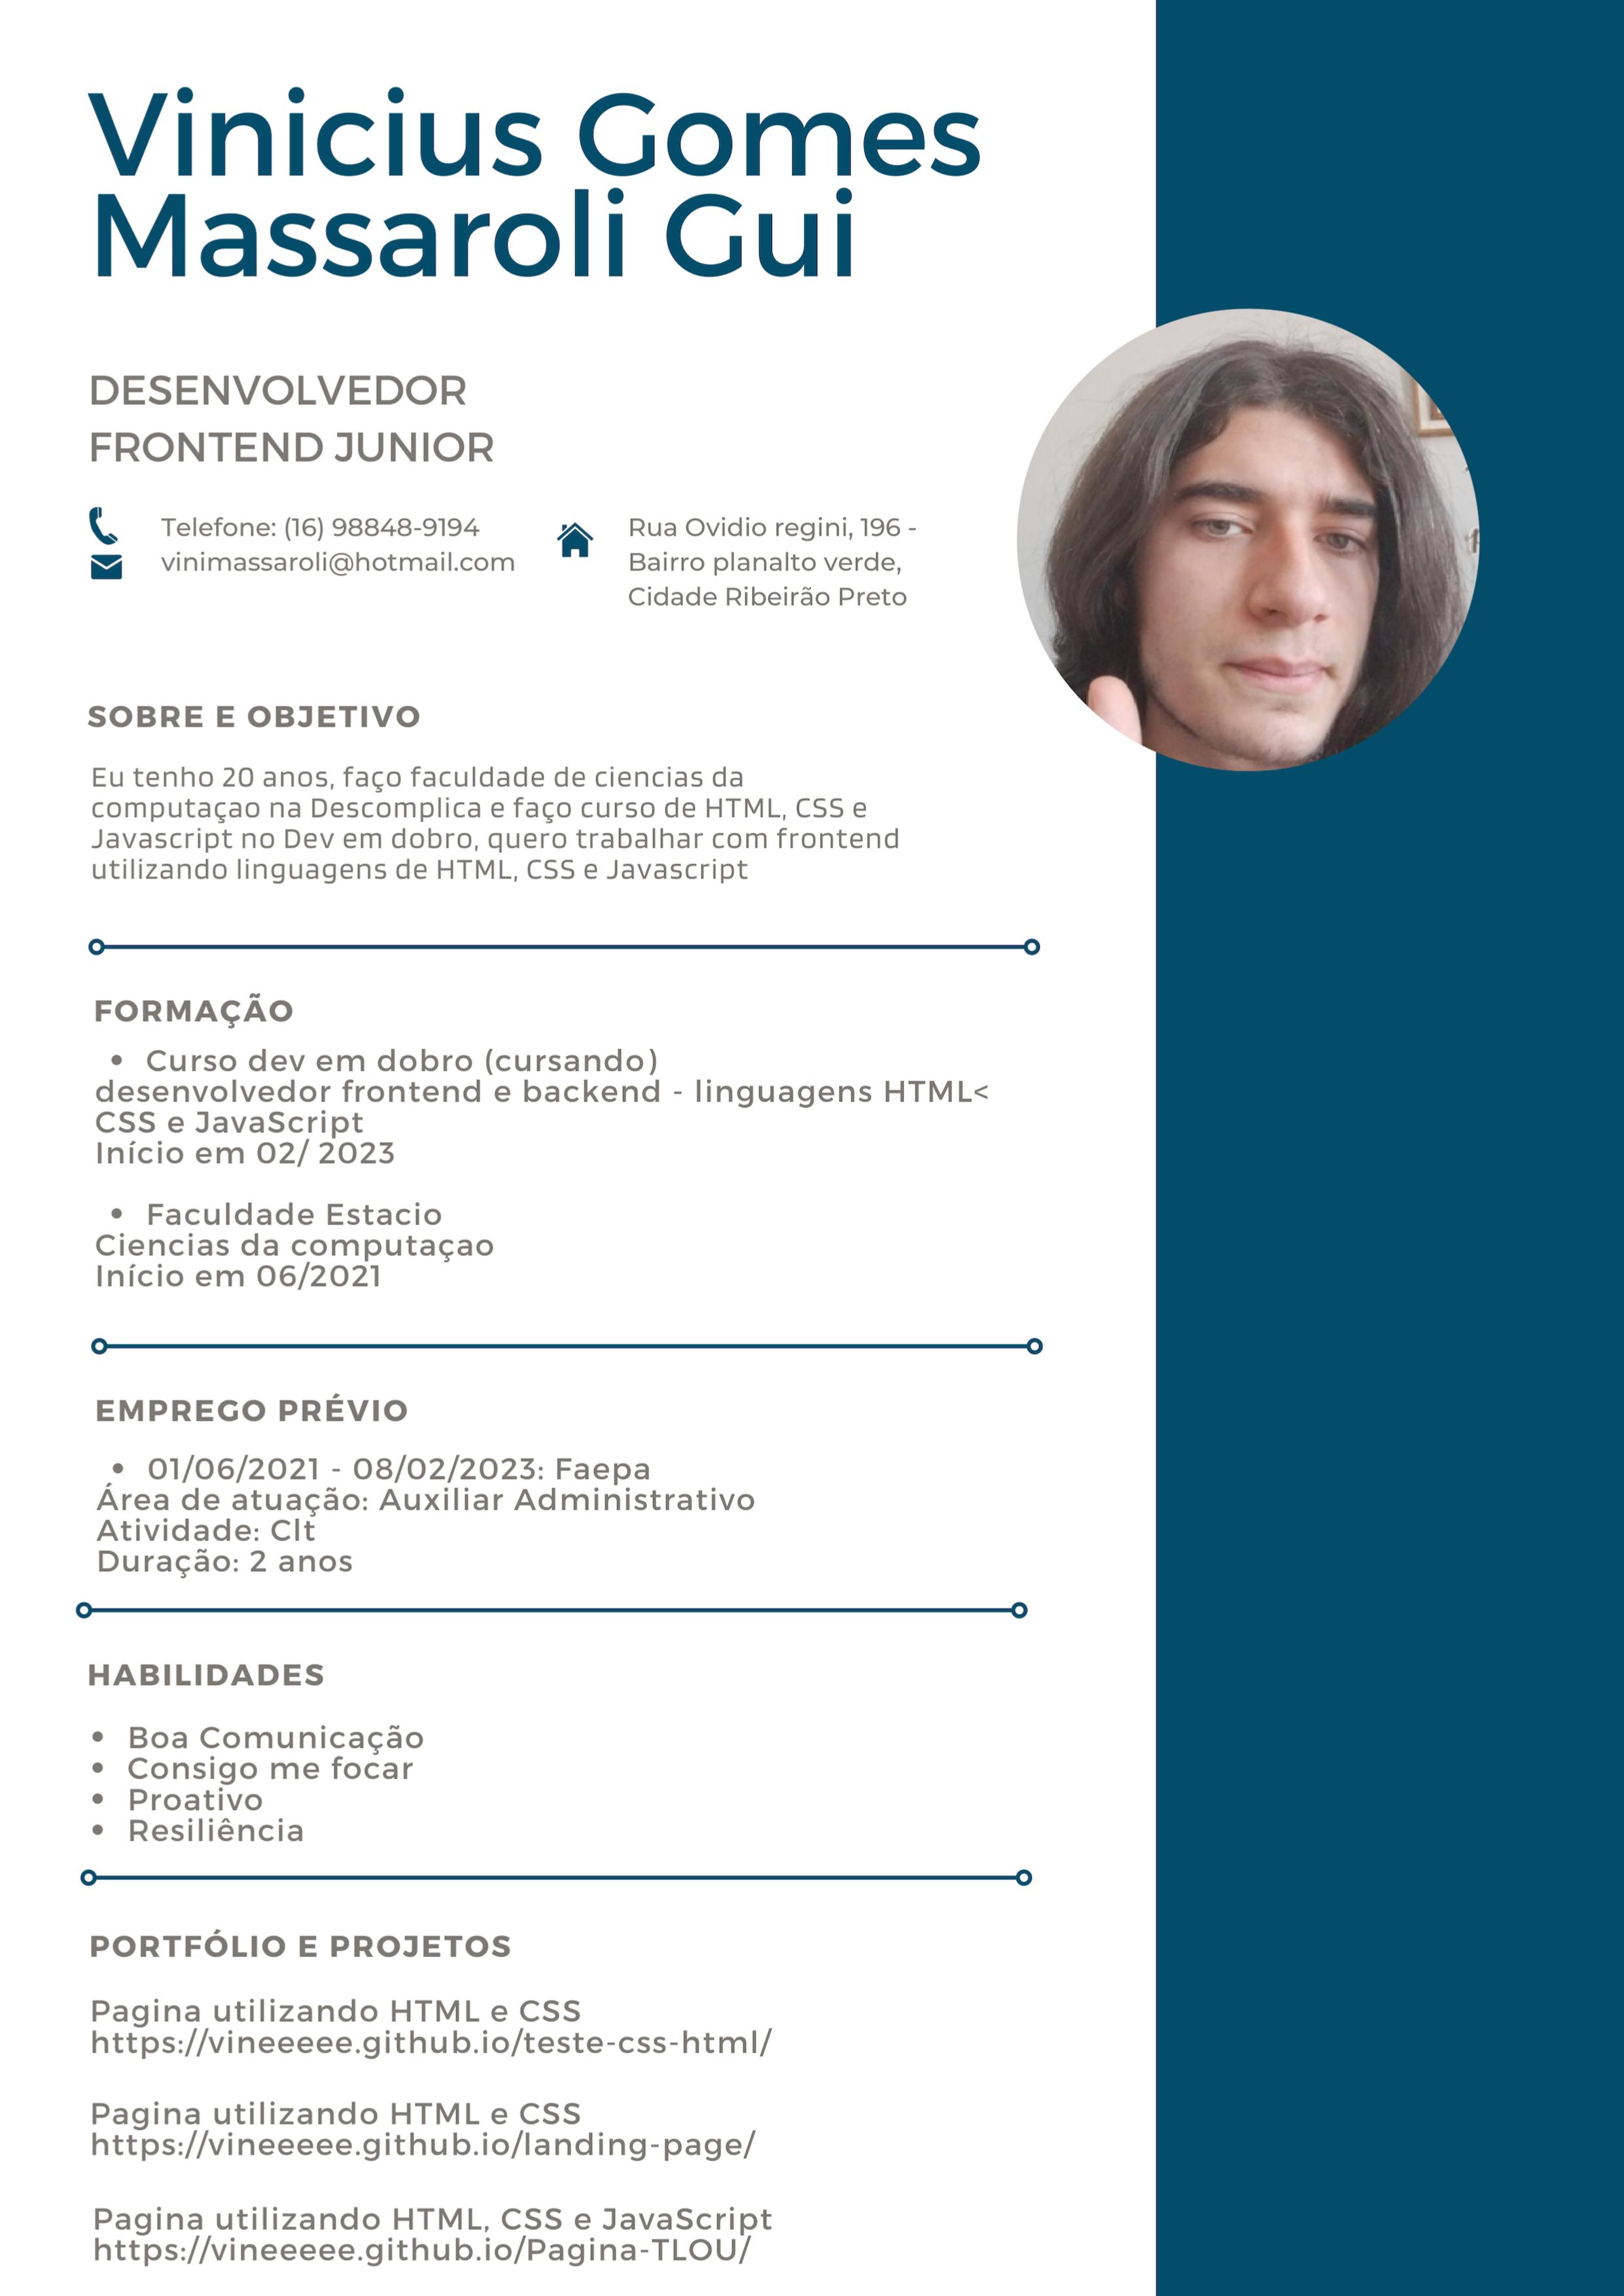 Vinicius Gomes
Massaroli Gui
DESENVOLVEDOR
FRONTEND JUNIOR
Telefone: (16) 98848-9194
vinimassaroli@hotmail.com
Rua Ovidio regini, 196 -
Bairro planalto verde,
Cidade Ribeirão Preto
SOBRE E OBJETIVO
Eu tenho 20 anos, faço faculdade de ciencias da
computaçao na Descomplica e faço curso de HTML, CSS e
Javascript no Dev em dobro, quero trabalhar com frontend
utilizando linguagens de HTML, CSS e Javascript
FORMAÇÃO
• Curso dev em dobro (cursando)
desenvolvedor frontend e backend - linguagens HTML<
CSS e JavaScript
Início em 02/ 2023
• Faculdade Estacio
Ciencias da computaçao
Início em 06/2021
EMPREGO PRÉVIO
• 01/06/2021 - 08/02/2023: Faepa
Área de atuação: Auxiliar Administrativo
Atividade: Clt
Duração: 2 anos
HABILIDADES
• Boa Comunicação
• Consigo me focar
• Proativo
• Resiliência
PORTFÓLIO E PROJETOS
Pagina utilizando HTML e CSS
https://vineeeee.github.io/teste-css-html/
Pagina utilizando HTML e CSS
https://vineeeee.github.io/landing-page/
Pagina utilizando HTML, CSS e JavaScript
https://vineeeee.github.io/Pagina-TLOU/